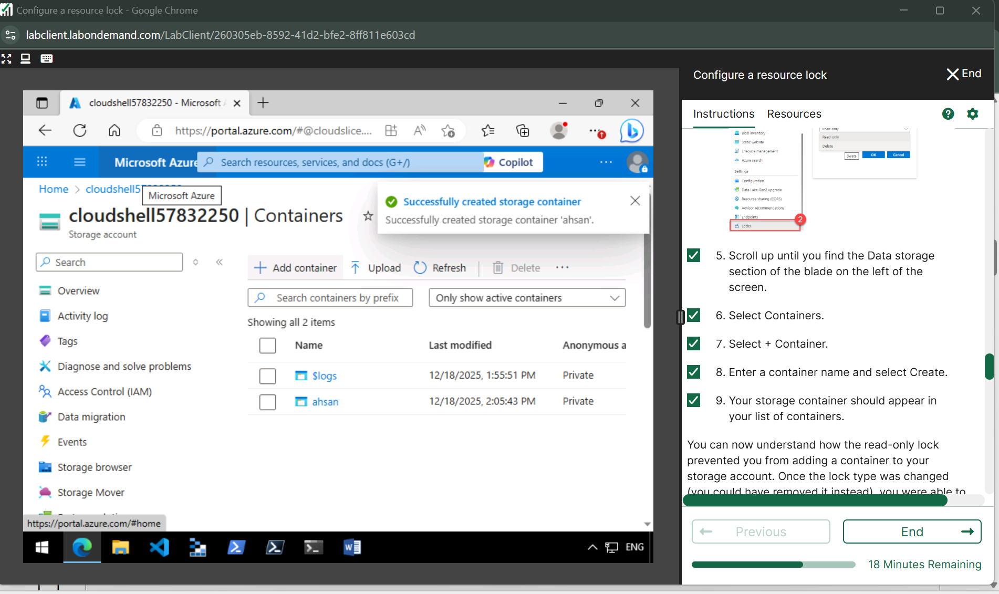 Configure a resource lock - Google Chrome
labclient.labondemand.com/LabClient/260305eb-8592-41d2-bfe2-8ff811e603cd
cloudshell57832250 - Microsoft
https://portal.azure.com/#@cloudslice....
Microsoft Azure
Search resources, services, and docs (G+/)
Copilot
Home > cloudshell5
Microsoft Azure
Successfully created storage container
Successfully created storage container 'ahsan'.
cloudshell57832250 | Containers
Storage account
Search
Overview
Activity log
Tags
Diagnose and solve problems
Access Control (IAM)
Data migration
Events
Storage browser
Storage Mover
https://portal.azure.com/#home
Add container
Upload
Refresh
Delete
Search containers by prefix
Only show active containers
Showing all 2 items
Name Last modified Anonymous a
$logs 12/18/2025, 1:55:51 PM Private
ahsan 12/18/2025, 2:05:43 PM Private
ENG
Configure a resource lock
End
Instructions Resources
Blob inventory
Static website
Lifecycle management
Azure search
Settings
Configuration
Data Lake Gen2 upgrade
Resource sharing (CORS)
Advisor recommendations
Endpoints
Locks
2
Read-only
Read-only
Delete
Delete
OK
Cancel
5. Scroll up until you find the Data storage
section of the blade on the left of the
screen.
6. Select Containers.
7. Select + Container.
8. Enter a container name and select Create.
9. Your storage container should appear in
your list of containers.
You can now understand how the read-only lock
prevented you from adding a container to your
storage account. Once the lock type was changed
(you could have removed it instead), you were able to
Previous
End
18 Minutes Remaining